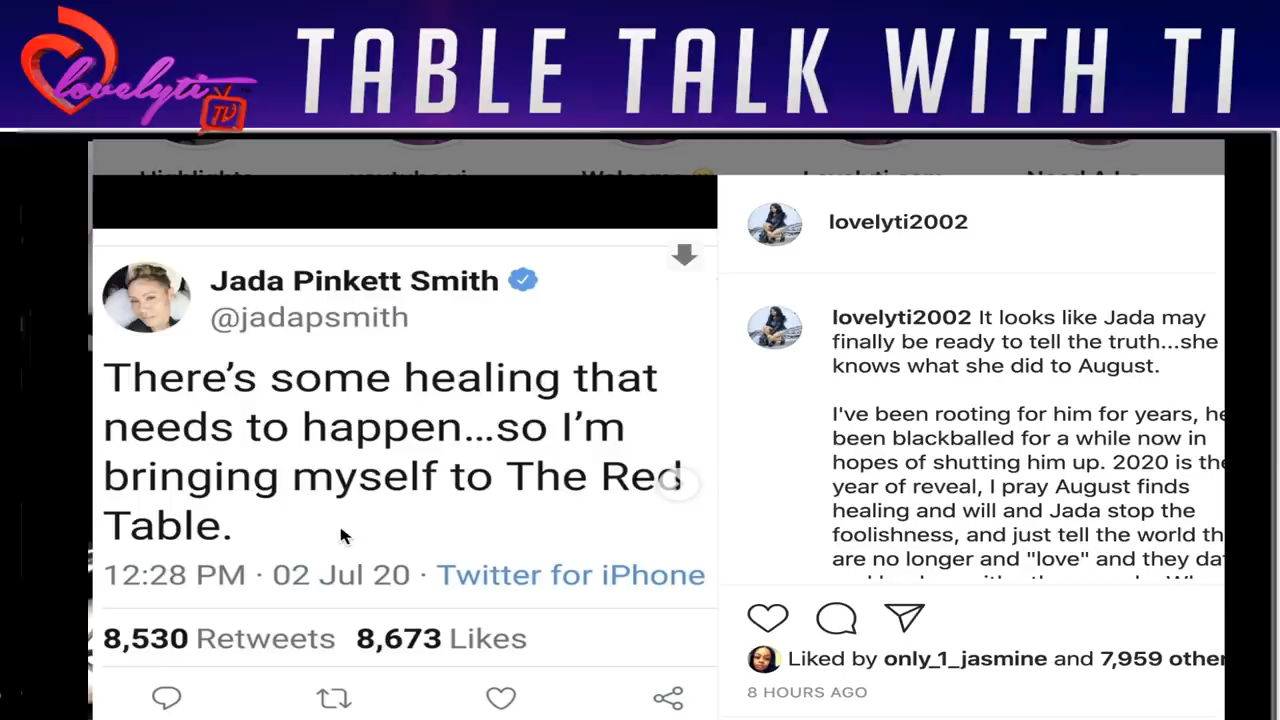 lovelyti TV
TABLE TALK WITH TI
Highlights
Jada Pinkett Smith
@jadapsmith
There's some healing that
needs to happen...so I'm
bringing myself to The Red
Table.
12:28 PM · 02 Jul 20 · Twitter for iPhone
8,530 Retweets 8,673 Likes
lovelyti2002
lovelyti2002 It looks like Jada may
finally be ready to tell the truth...she
knows what she did to August.
I've been rooting for him for years, he
been blackballed for a while now in
hopes of shutting him up. 2020 is the
year of reveal, I pray August finds
healing and will and Jada stop the
foolishness, and just tell the world th
are no longer and "love" and they da
Liked by only_1_jasmine and 7,959 other
8 HOURS AGO